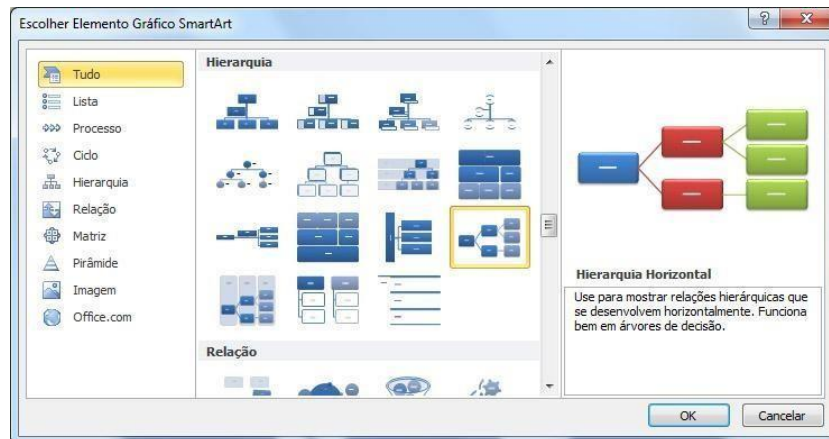 Escolher Elemento Gráfico SmartArt
Tudo
Lista
Processo
Ciclo
Hierarquia
Relação
Matriz
Pirâmide
Imagem
Office.com
Hierarquia
Relação
Hierarquia Horizontal
Use para mostrar relações hierárquicas que
se desenvolvem horizontalmente. Funciona
bem em árvores de decisão.
OK
Cancelar